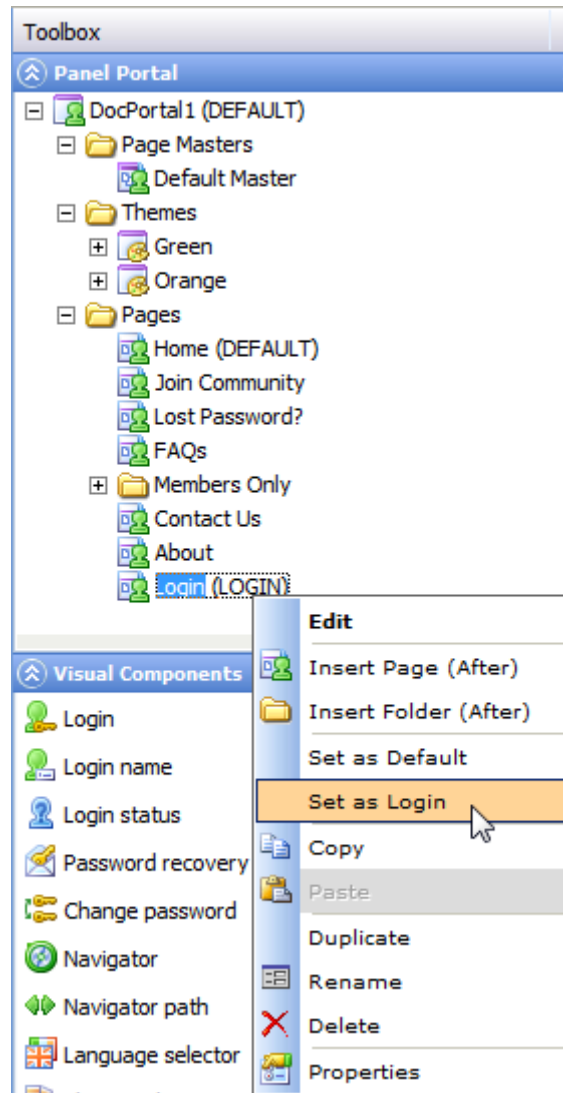 Toolbox
Panel Portal
DocPortal1 (DEFAULT)
Page Masters
Default Master
Themes
Green
Orange
Pages
Home (DEFAULT)
Join Community
Lost Password?
FAQs
Members Only
Contact Us
About
Login (LOGIN)
Edit
Insert Page (After)
Insert Folder (After)
Set as Default
Set as Login
Copy
Paste
Duplicate
Rename
Delete
Properties
Visual Components
Login
Login name
Login status
Password recovery
Change password
Navigator
Navigator path
Language selector